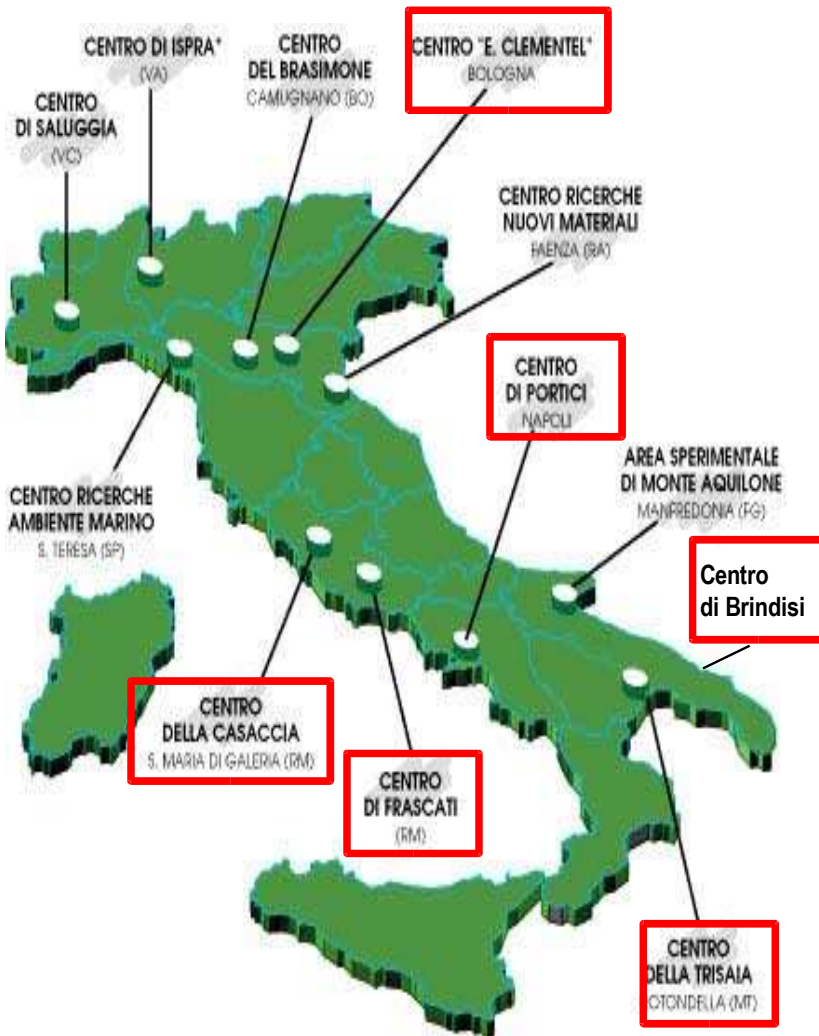 CENTRO DI ISPRA*
(VA)
CENTRO
DEL BRASIMONE
CAMUGNANO (BO)
CENTRO "E. CLEMENTEL"
BOLOGNA
CENTRO
DI SALUGGIA
(VC)
CENTRO RICERCHE
NUOVI MATERIALI
FAENZA (RA)
CENTRO
DI PORTICI
NAPOLI
AREA SPERIMENTALE
DI MONTE AQUILONE
MANFREDONIA (FG)
CENTRO RICERCHE
AMBIENTE MARINO
S. TERESA (SP)
Centro
di Brindisi
CENTRO
DELLA CASACCIA
S. MARIA DI GALERIA (RM)
CENTRO
DI FRASCATI
(RM)
CENTRO
DELLA TRISAIA
OTONDELLA (MT)